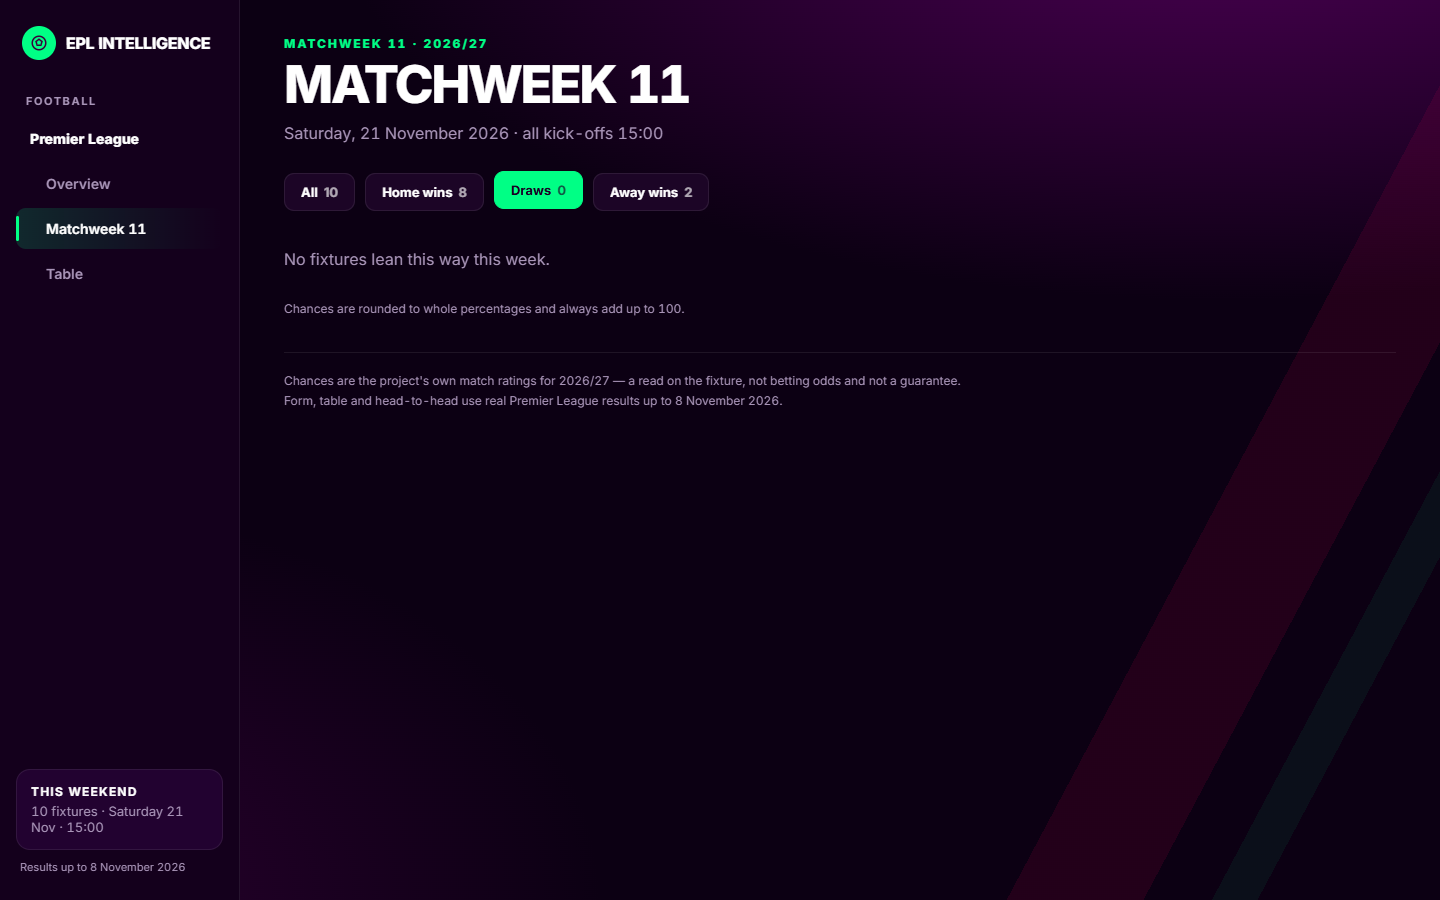 EPL INTELLIGENCE
FOOTBALL
Premier League
Overview
Matchweek 11
Table
THIS WEEKEND
10 fixtures · Saturday 21
Nov · 15:00
Results up to 8 November 2026
MATCHWEEK 11 · 2026/27
MATCHWEEK 11
Saturday, 21 November 2026 · all kick-offs 15:00
All 10
Home wins 8
Draws 0
Away wins 2
No fixtures lean this way this week.
Chances are rounded to whole percentages and always add up to 100.
Chances are the project's own match ratings for 2026/27 — a read on the fixture, not betting odds and not a guarantee.
Form, table and head-to-head use real Premier League results up to 8 November 2026.